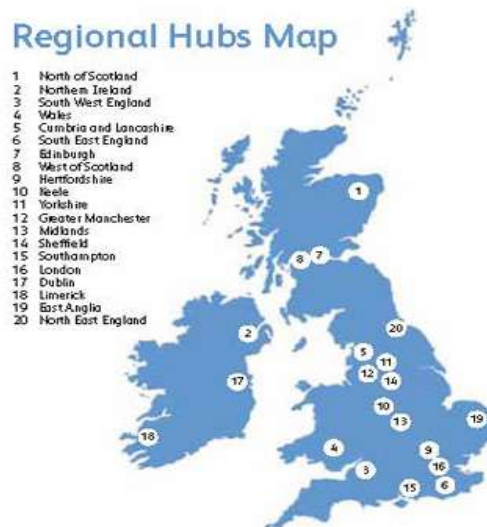 Regional Hubs Map
1 North of Scotland
2 Northern Ireland
3 South West England
4 Wales
5 Cumbria and Lancashire
6 South East England
7 Edinburgh
8 West of Scotland
9 Hertfordshire
10 Keele
11 Yorkshire
12 Greater Manchester
13 Midlands
14 Sheffield
15 Southampton
16 London
17 Dublin
18 Limerick
19 East Anglia
20 North East England
1
8 7
20
2
5
11
17
12
14
10
19
13
18
4
9
16
3
15
6